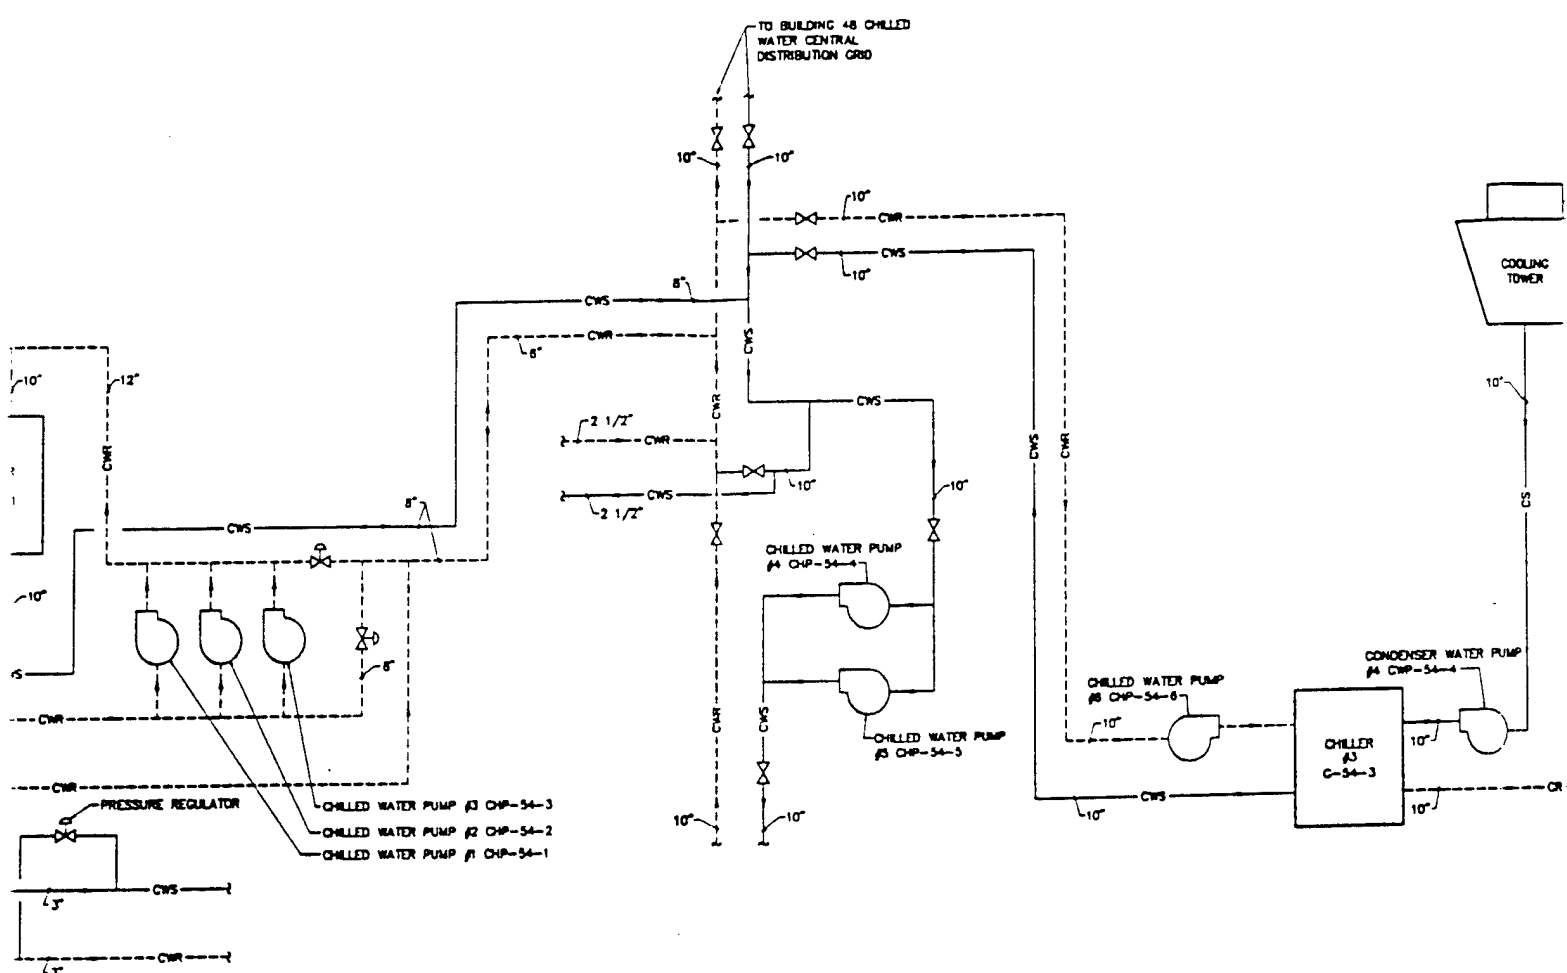 TO BUILDING 48 CHILLED
WATER CENTRAL
DISTRIBUTION GRID
10"
10"
10"
CWR
CWS
10"
COOLING
TOWER
8"
CWS
CWR
6"
CWS
10"
12"
10"
CWR
CWR
CWS
2 1/2"
CWR
CWS
CWR
10"
CWS
2 1/2"
10"
8"
CWS
CS
CHILLED WATER PUMP
#4 CHP-54-4
10"
8"
CWR
CWR
CWS
CHILLED WATER PUMP
#5 CHP-54-5
CHILLED WATER PUMP
#6 CHP-54-6
CONDENSER WATER PUMP
#4 CWP-54-4
10"
10"
CHILLER
#3
C-54-3
CWR
PRESSURE REGULATOR
CHILLED WATER PUMP #3 CHP-54-3
CHILLED WATER PUMP #2 CHP-54-2
CHILLED WATER PUMP #1 CHP-54-1
10"
10"
10"
CWS
10"
CR
CWS
3"
CWR
3"